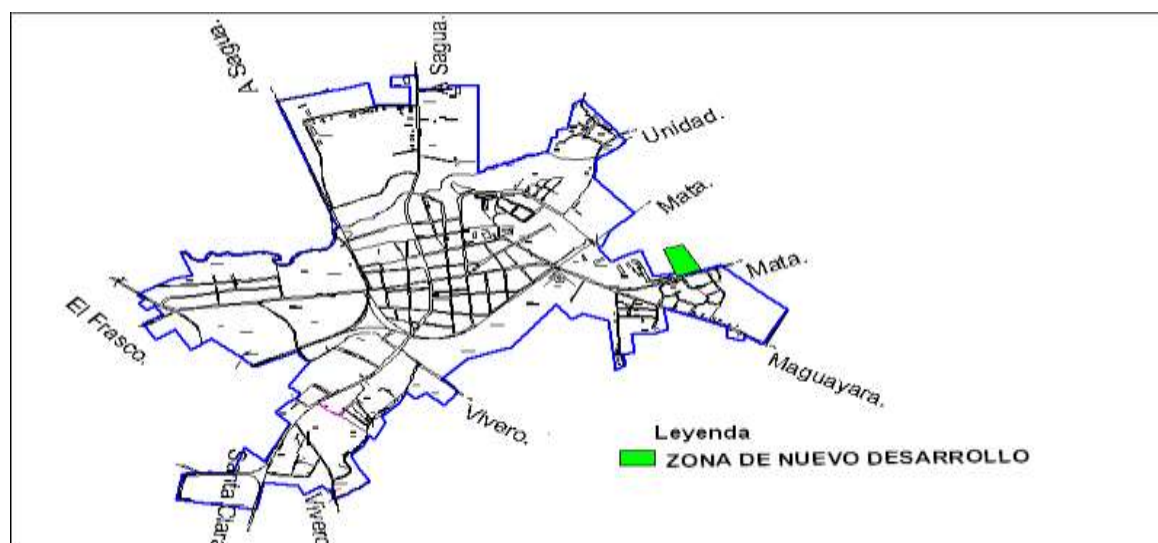 A Sagua.
A Sagua.
Unidad.
Mata.
Mata.
El Frasco.
Maguayara.
Vivero.
Leyenda
ZONA DE NUEVO DESARROLLO
Santa Clara
Vivero